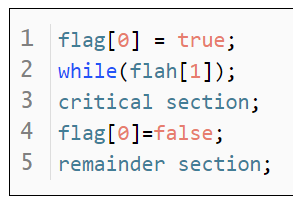 1 flag[0] = true;
2 while(flah[1]);
3 critical section;
4 flag[0]=false;
5 remainder section;